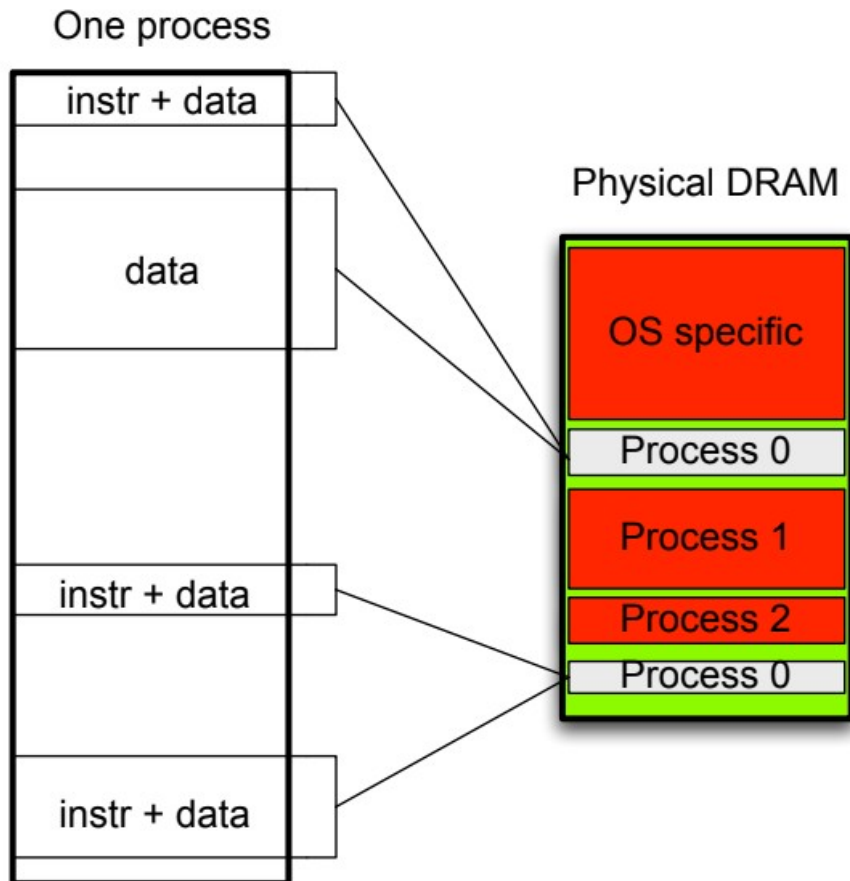 One process
instr + data
data
instr + data
instr + data
Physical DRAM
OS specific
Process 0
Process 1
Process 2
Process 0